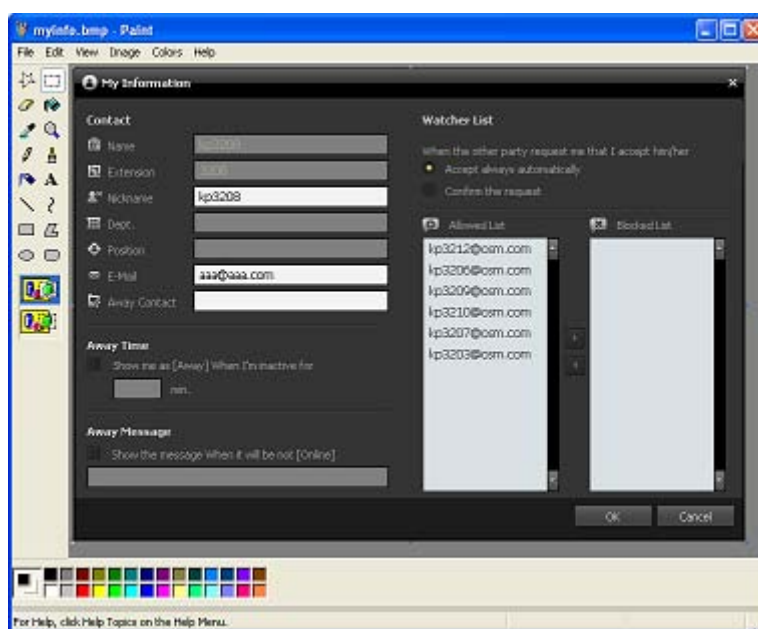 myinfo.bmp - Paint
File Edit View Image Colors Help
My Information
Contact
Name kp3208
Extension 3208
Nickname kp3208
Dept.
Position
E-Mail aaa@aaa.com
Away Contact
Away Time
Show me as [Away] When I'm inactive for
min.
Away Message
Show the message When it will be not [Online]
Watcher List
When the other party request me that I accept him/her
Accept always automatically
Confirm the request
Allowed List Blocked List
kp3212@osm.com
kp3206@osm.com
kp3209@osm.com
kp3210@osm.com
kp3207@osm.com
kp3203@osm.com
OK Cancel
A
For Help, click Help Topics on the Help Menu.